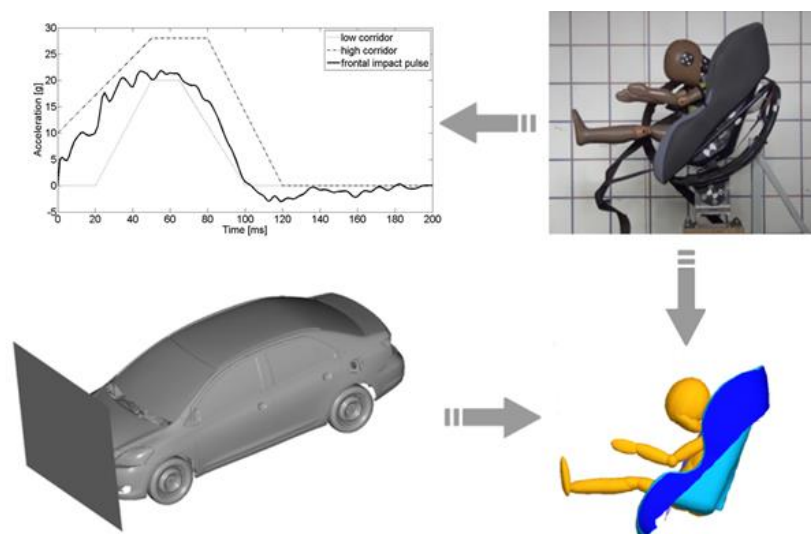 30
25
20
15
10
5
0
-5
Acceleration [g]
low corridor
high corridor
frontal impact pulse
0 20 40 60 80 100 120 140 160 180 200
Time [ms]